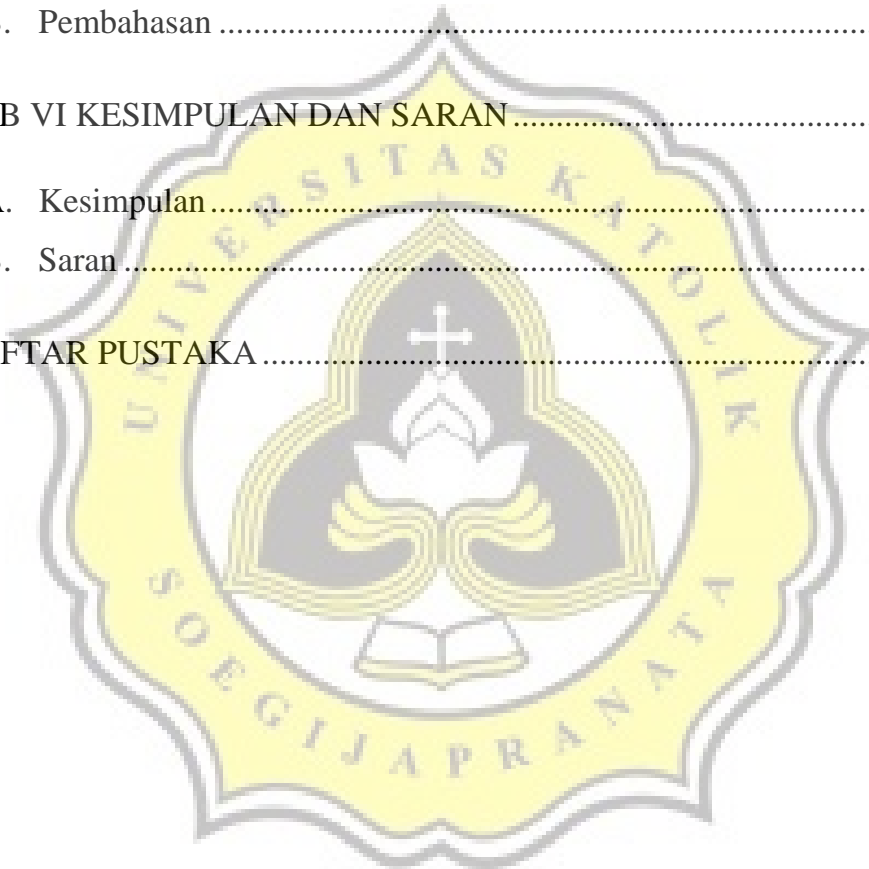 . Pembahasan ........................................................................
B VI KESIMPULAN DAN SARAN ........................................
. Kesimpulan ........................................................................
. Saran ........................................................................
FTAR PUSTAKA ........................................................................
UNIVERSITAS KATOLIK
SOEGIJAPRANATA